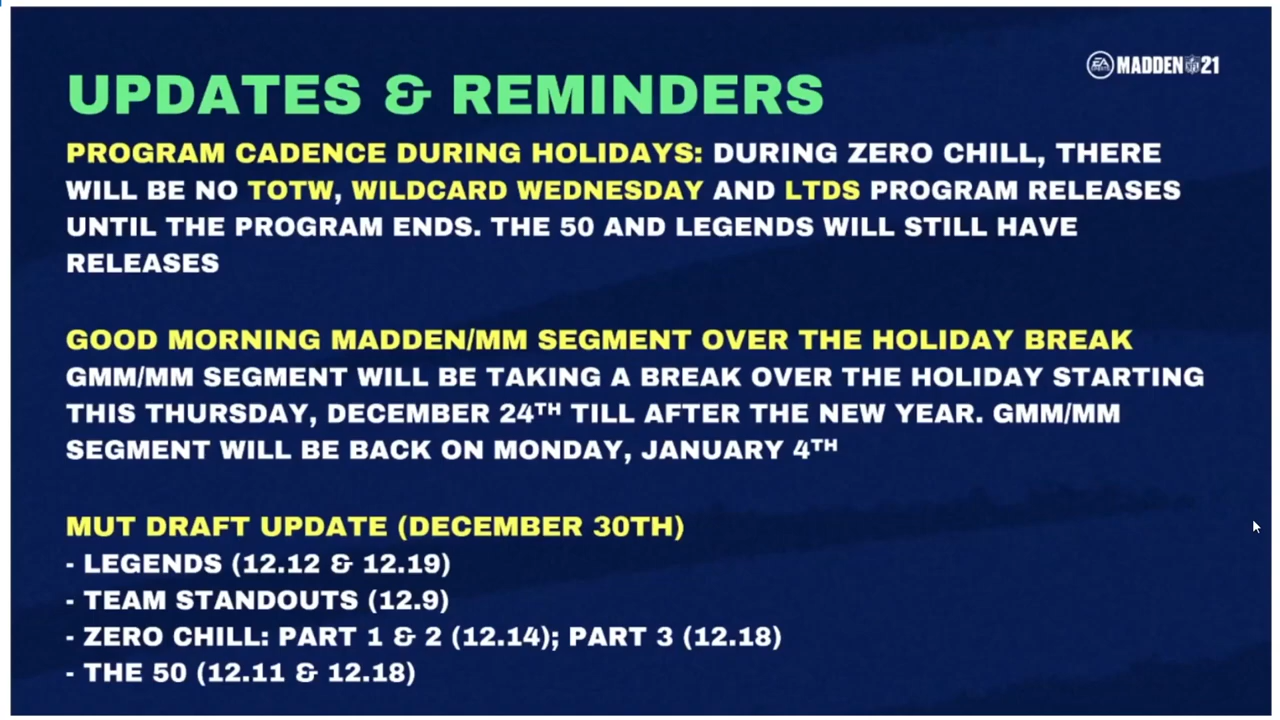 UPDATES & REMINDERS
EA SPORTS MADDEN NFL 21
PROGRAM CADENCE DURING HOLIDAYS: DURING ZERO CHILL, THERE
WILL BE NO TOTW, WILDCARD WEDNESDAY AND LTDS PROGRAM RELEASES
UNTIL THE PROGRAM ENDS. THE 50 AND LEGENDS WILL STILL HAVE
RELEASES
GOOD MORNING MADDEN/MM SEGMENT OVER THE HOLIDAY BREAK
GMM/MM SEGMENT WILL BE TAKING A BREAK OVER THE HOLIDAY STARTING
THIS THURSDAY, DECEMBER 24TH TILL AFTER THE NEW YEAR. GMM/MM
SEGMENT WILL BE BACK ON MONDAY, JANUARY 4TH
MUT DRAFT UPDATE (DECEMBER 30TH)
- LEGENDS (12.12 & 12.19)
- TEAM STANDOUTS (12.9)
- ZERO CHILL: PART 1 & 2 (12.14); PART 3 (12.18)
- THE 50 (12.11 & 12.18)